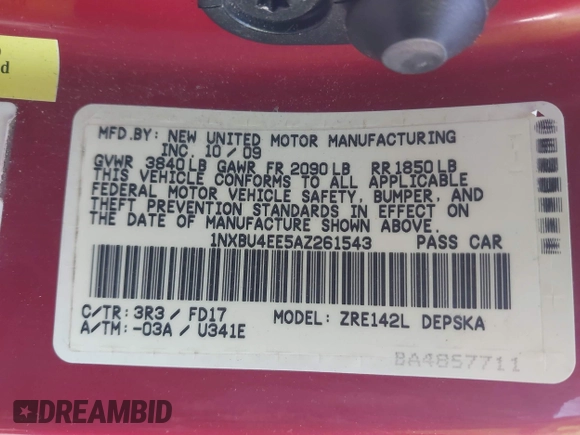 d
MFD.BY: NEW UNITED MOTOR MANUFACTURING
INC. 10 / 09
GVWR 3840 LB GAWR FR 2090 LB RR 1850 LB
THIS VEHICLE CONFORMS TO ALL APPLICABLE
FEDERAL MOTOR VEHICLE SAFETY, BUMPER, AND
THEFT PREVENTION STANDARDS IN EFFECT ON
THE DATE OF MANUFACTURE SHOWN ABOVE.
1NXBU4EE5AZ261543 PASS CAR
C/TR: 3R3 / FD17 MODEL: ZRE142L DEPSKA
A/TM: -03A / U341E
BA4857711
DREAMBID